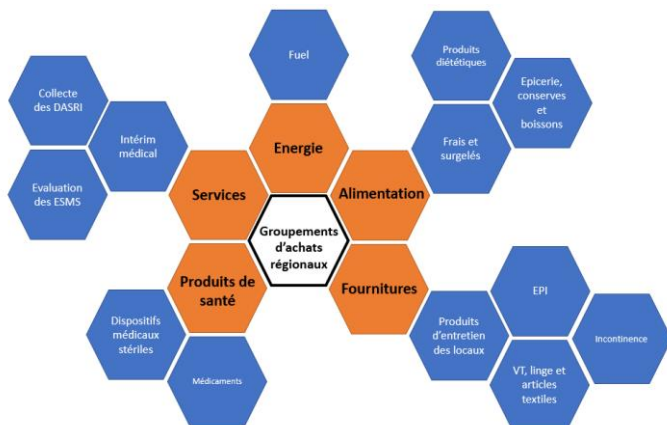 Fuel
Produits
diététiques
Collecte
des DASRI
Epicerie,
conserves
et
boissons
Intérim
médical
Energie
Frais et
surgelés
Evaluation
des ESMS
Services
Alimentation
Groupements
d'achats
régionaux
Produits de
santé
Fournitures
Dispositifs
médicaux
stériles
Médicaments
Produits
d'entretien
des locaux
EPI
Incontinence
VT, linge et
articles
textiles